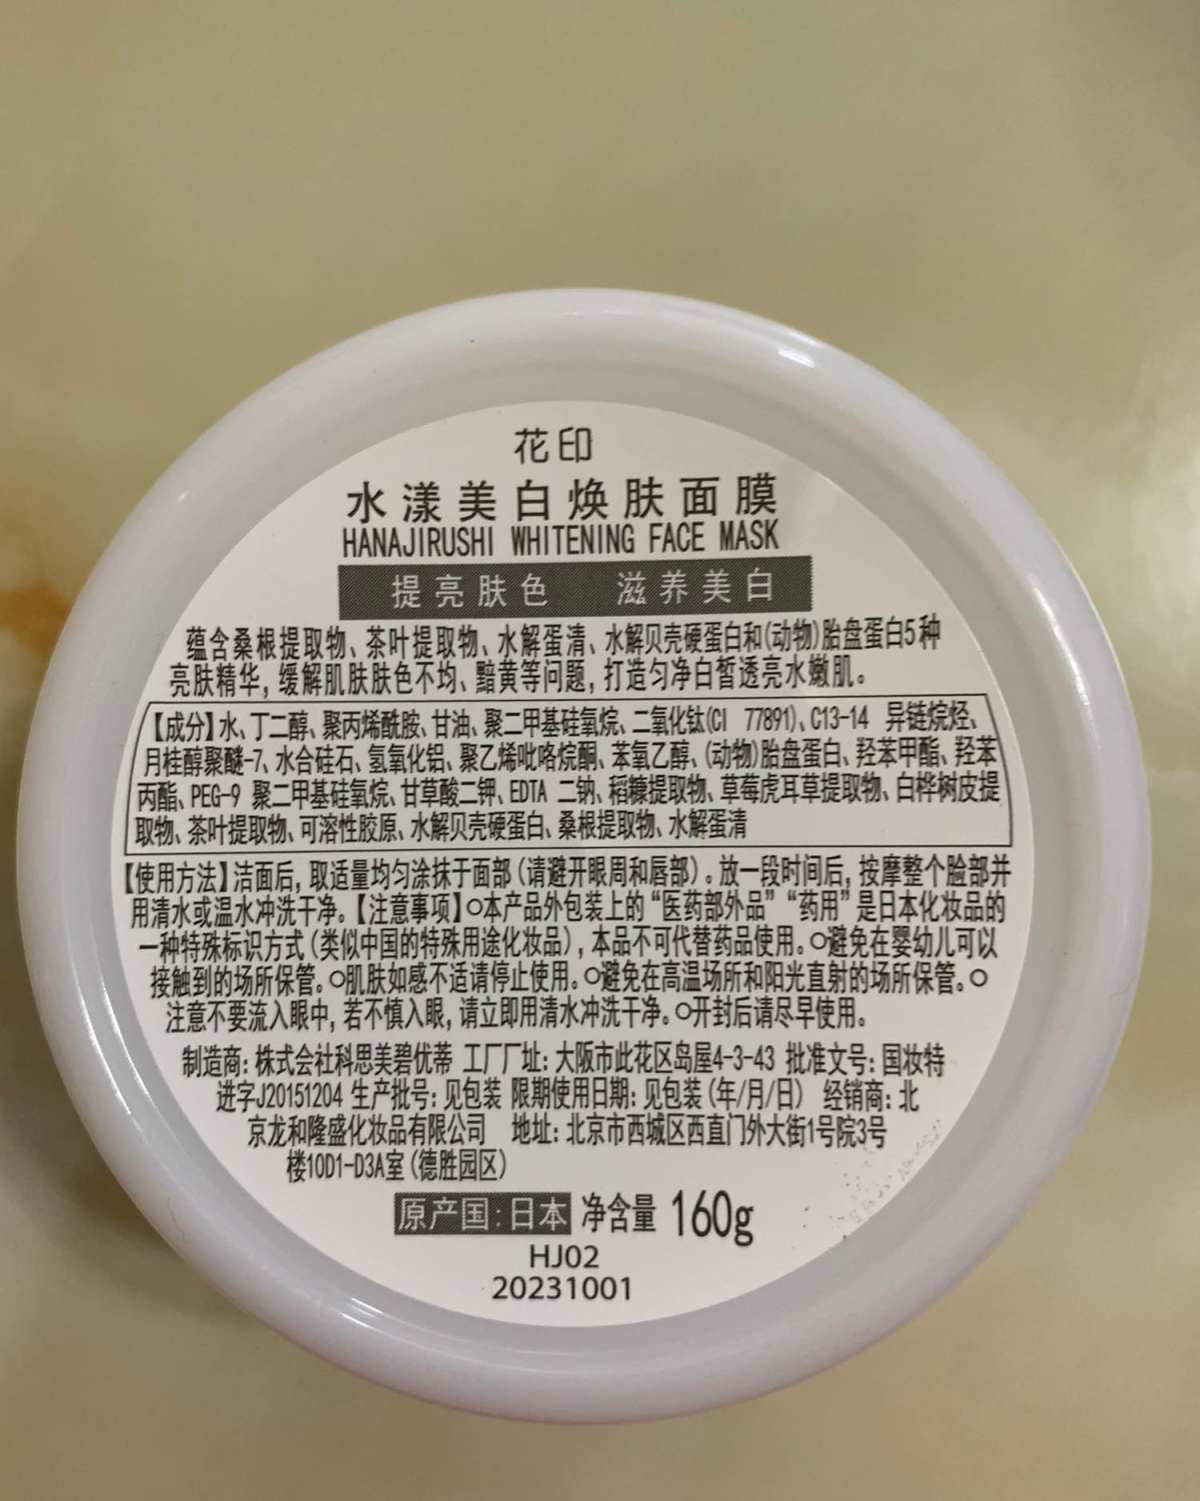 花印
水漾美白焕肤面膜
HANAJIRUSHI WHITENING FACE MASK
提亮肤色 滋养美白
蕴含桑根提取物、茶叶提取物、水解蛋清、水解贝壳硬蛋白和(动物)胎盘蛋白5种
亮肤精华, 缓解肌肤肤色不均、黯黄等问题, 打造匀净白皙透亮水嫩肌。
【成分】水、丁二醇、聚丙烯酰胺、甘油、聚二甲基硅氧烷、二氧化钛(CI 77891)、C13-14 异链烷烃、
月桂醇聚醚-7、水合硅石、氢氧化铝、聚乙烯吡咯烷酮、苯氧乙醇、(动物)胎盘蛋白、羟苯甲酯、羟苯
丙酯、PEG-9 聚二甲基硅氧烷、甘草酸二钾、EDTA 二钠、稻糠提取物、草莓虎耳草提取物、白桦树皮提
取物、茶叶提取物、可溶性胶原、水解贝壳硬蛋白、桑根提取物、水解蛋清
【使用方法】洁面后, 取适量均匀涂抹于面部(请避开眼周和唇部)。放一段时间后, 按摩整个脸部并
用清水或温水冲洗干净。【注意事项】○本产品外包装上的“医药部外品”“药用”是日本化妆品的
一种特殊标识方式(类似中国的特殊用途化妆品), 本品不可代替药品使用。○避免在婴幼儿可以
接触到的场所保管。○肌肤如感不适请停止使用。○避免在高温场所和阳光直射的场所保管。○
注意不要流入眼中, 若不慎入眼, 请立即用清水冲洗干净。○开封后请尽早使用。
制造商: 株式会社科思美碧优蒂 工厂厂址: 大阪市此花区岛屋4-3-43 批准文号: 国妆特
进字J20151204 生产批号: 见包装 限期使用日期: 见包装(年/月/日) 经销商: 北
京龙和隆盛化妆品有限公司 地址: 北京市西城区西直门外大街1号院3号
楼10D1-D3A室(德胜园区)
原产国: 日本 净含量 160g
HJ02
20231001